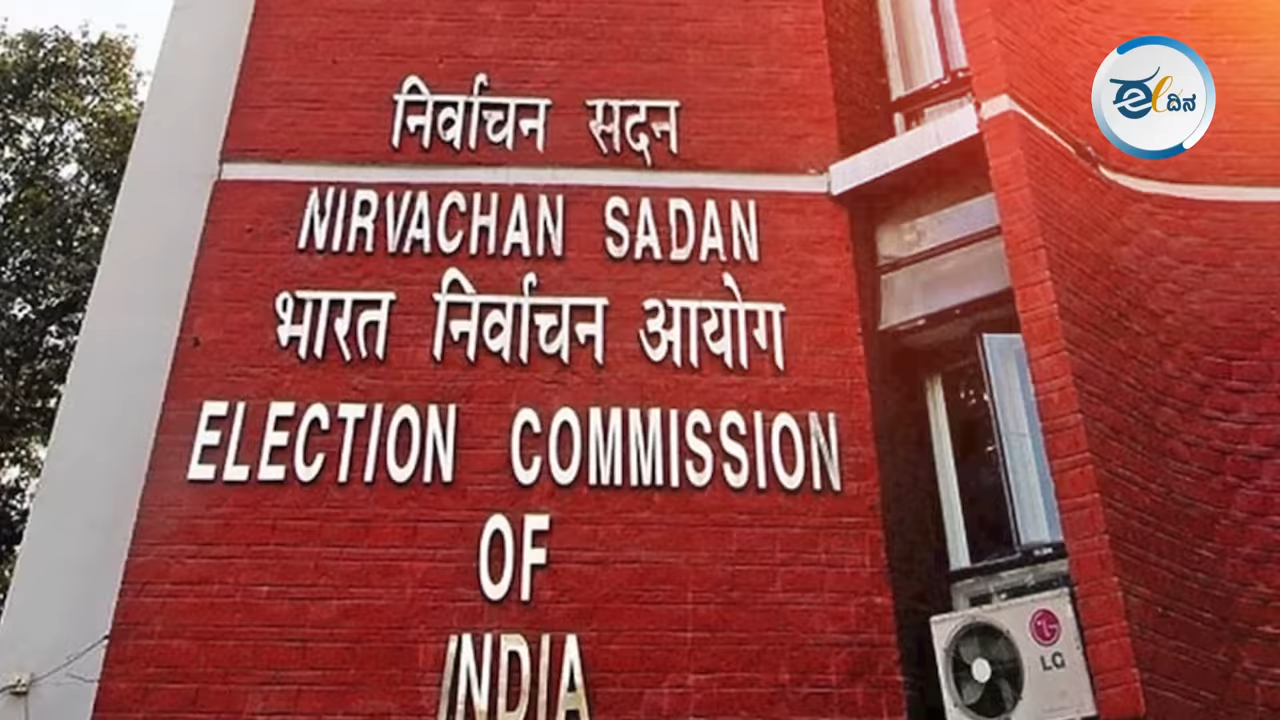 निर्वाचन सदन
NIRVACHAN SADAN
भारत निर्वाचन आयोग
ELECTION COMMISSION
OF
INDIA
ಈ ದಿನ
LG